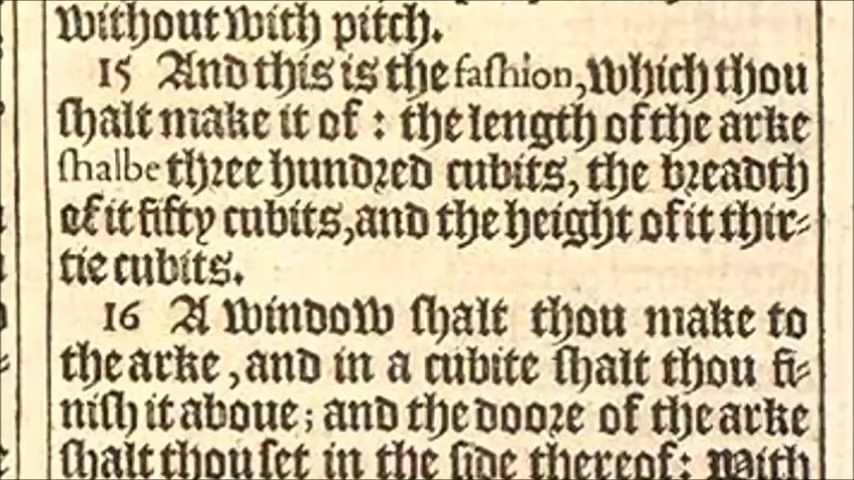 without with pitch.
15 And this is the faſhion, which thou
ſhalt make it of : the length of the arke
ſhalbe three hundred cubits, the breadth
of it fifty cubits, and the height of it thir⸗
tie cubits.
16 A window ſhalt thou make to
the arke, and in a cubite ſhalt thou fi⸗
niſh it aboue; and the doore of the arke
ſhalt thou ſet in the ſide thereof: With